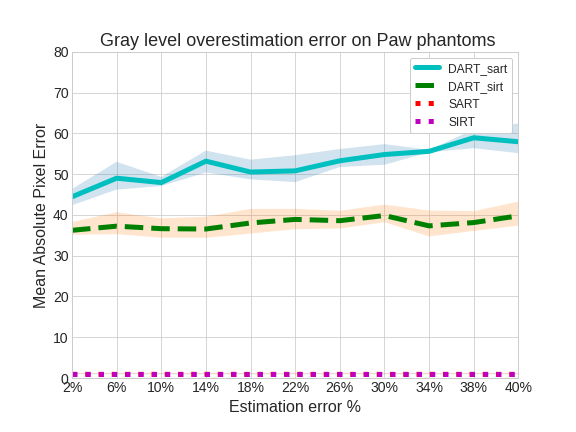 Gray level overestimation error on Paw phantoms
Mean Absolute Pixel Error
80
70
60
50
40
30
20
10
0
DART_sart
DART_sirt
SART
SIRT
2% 6% 10% 14% 18% 22% 26% 30% 34% 38% 40%
Estimation error %